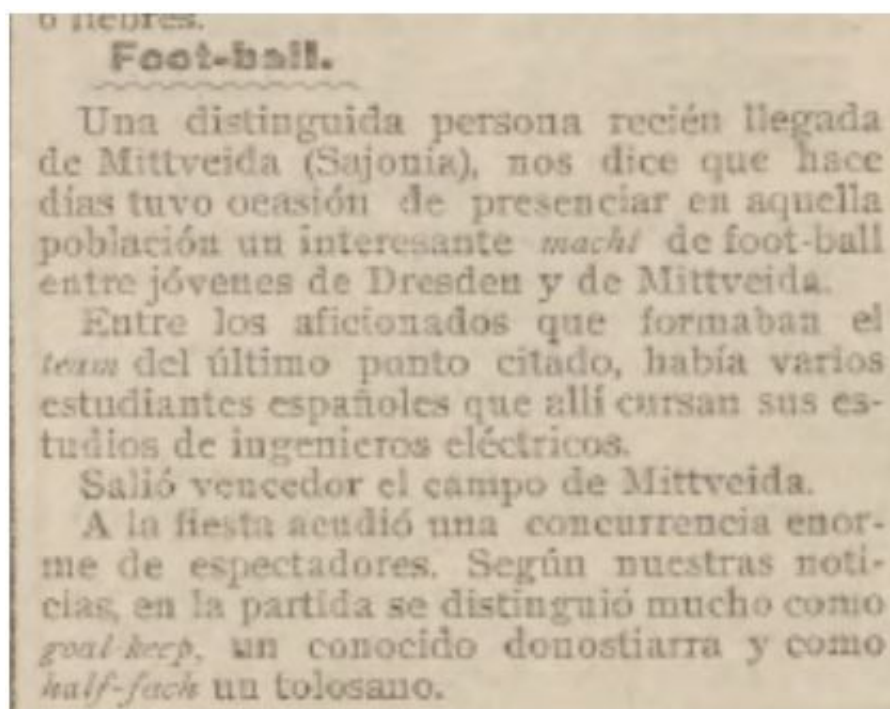 6 liebres.
Foot-ball.
Una distinguida persona recién llegada
de Mittveida (Sajonia), nos dice que hace
días tuvo ocasión de presenciar en aquella
población un interesante macht de foot-ball
entre jóvenes de Dresden y de Mittveida.
Entre los aficionados que formaban el
team del último punto citado, había varios
estudiantes españoles que allí cursan sus es-
tudios de ingenieros eléctricos.
Salió vencedor el campo de Mittveida.
A la fiesta acudió una concurrencia enor-
me de espectadores. Según nuestras noti-
cias, en la partida se distinguió mucho como
goal-keep, un conocido donostiarra y como
half-fach un tolosano.